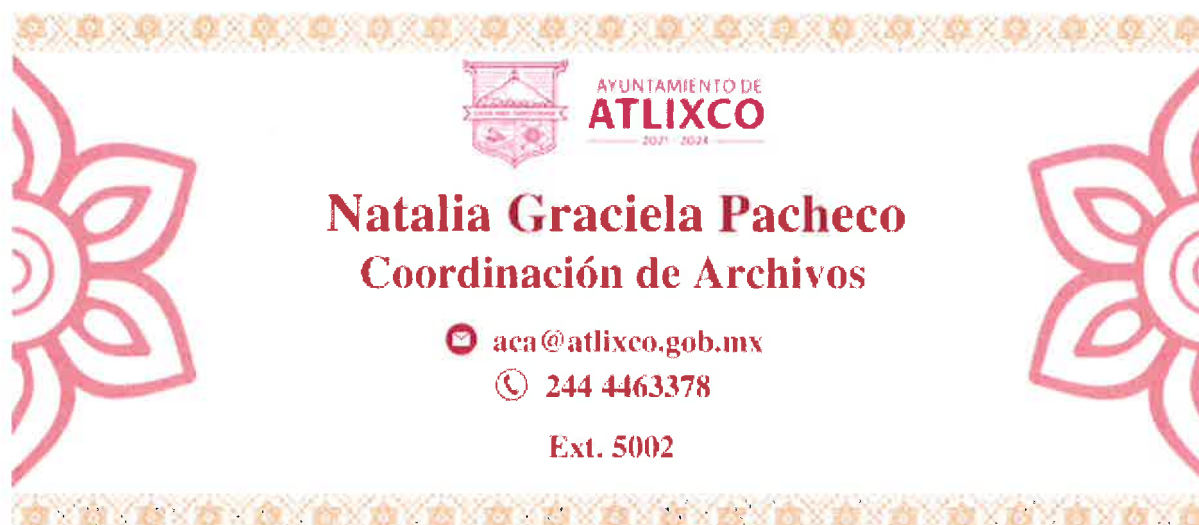 AYUNTAMIENTO DE
ATLIXCO
2021 - 2024
Natalia Graciela Pacheco
Coordinación de Archivos
aca@atlixco.gob.mx
244 4463378
Ext. 5002